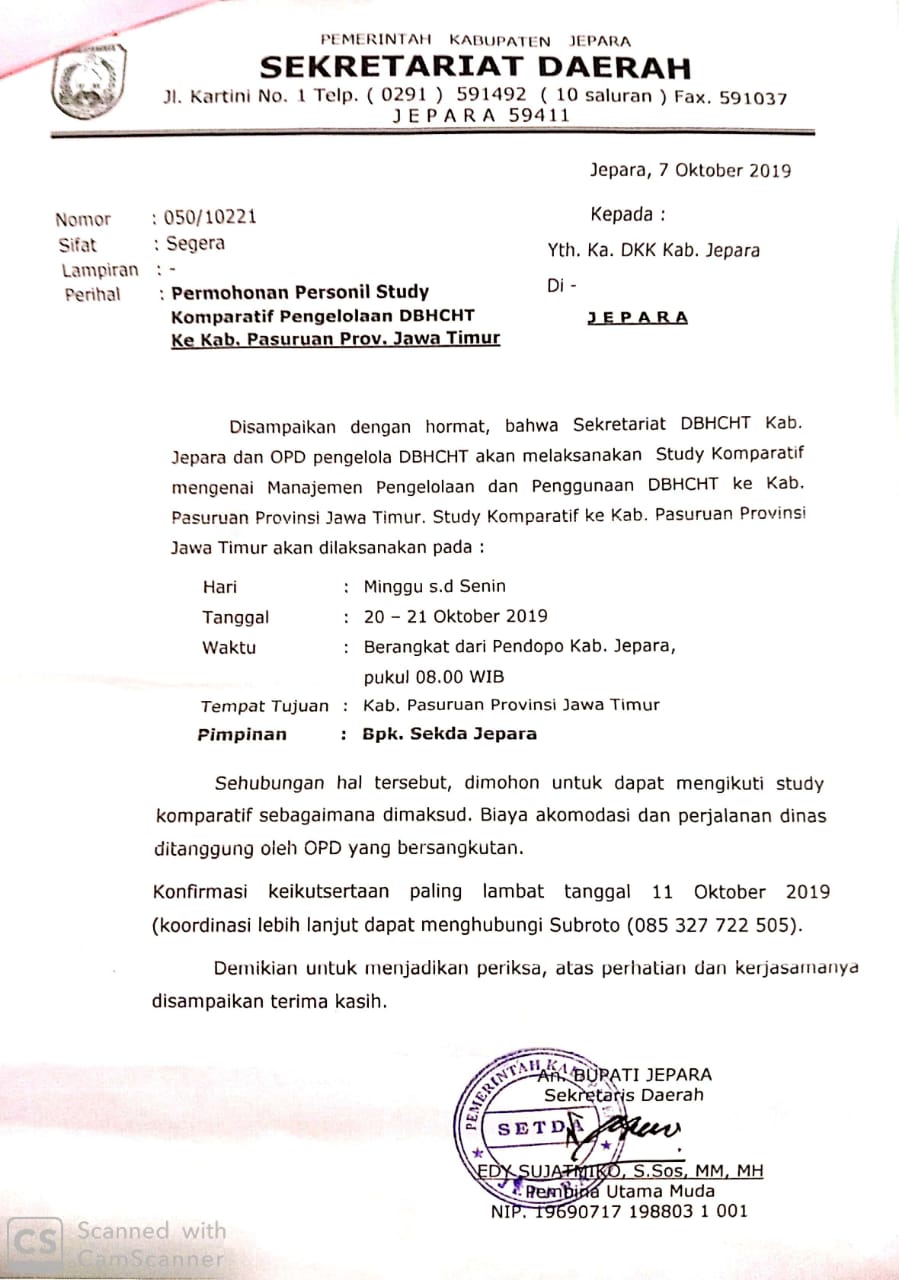 PEMERINTAH KABUPATEN JEPARA
SEKRETARIAT DAERAH
Jl. Kartini No. 1 Telp. ( 0291 ) 591492 ( 10 saluran ) Fax. 591037
J E P A R A 59411
Jepara, 7 Oktober 2019
Nomor : 050/10221
Sifat : Segera
Lampiran : -
Perihal : Permohonan Personil Study
Komparatif Pengelolaan DBHCHT
Ke Kab. Pasuruan Prov. Jawa Timur
Kepada :
Yth. Ka. DKK Kab. Jepara
Di -
J E P A R A
Disampaikan dengan hormat, bahwa Sekretariat DBHCHT Kab.
Jepara dan OPD pengelola DBHCHT akan melaksanakan Study Komparatif
mengenai Manajemen Pengelolaan dan Penggunaan DBHCHT ke Kab.
Pasuruan Provinsi Jawa Timur. Study Komparatif ke Kab. Pasuruan Provinsi
Jawa Timur akan dilaksanakan pada :
Hari : Minggu s.d Senin
Tanggal : 20 – 21 Oktober 2019
Waktu : Berangkat dari Pendopo Kab. Jepara,
pukul 08.00 WIB
Tempat Tujuan : Kab. Pasuruan Provinsi Jawa Timur
Pimpinan : Bpk. Sekda Jepara
Sehubungan hal tersebut, dimohon untuk dapat mengikuti study
komparatif sebagaimana dimaksud. Biaya akomodasi dan perjalanan dinas
ditanggung oleh OPD yang bersangkutan.
Konfirmasi keikutsertaan paling lambat tanggal 11 Oktober 2019
(koordinasi lebih lanjut dapat menghubungi Subroto (085 327 722 505).
Demikian untuk menjadikan periksa, atas perhatian dan kerjasamanya
disampaikan terima kasih.
An. BUPATI JEPARA
Sekretaris Daerah
PEMERINTAH
SETDA
JEPARA
EDY SUJATMIKO, S.Sos, MM, MH
Pembina Utama Muda
NIP. 19690717 198803 1 001
CS Scanned with
CamScanner